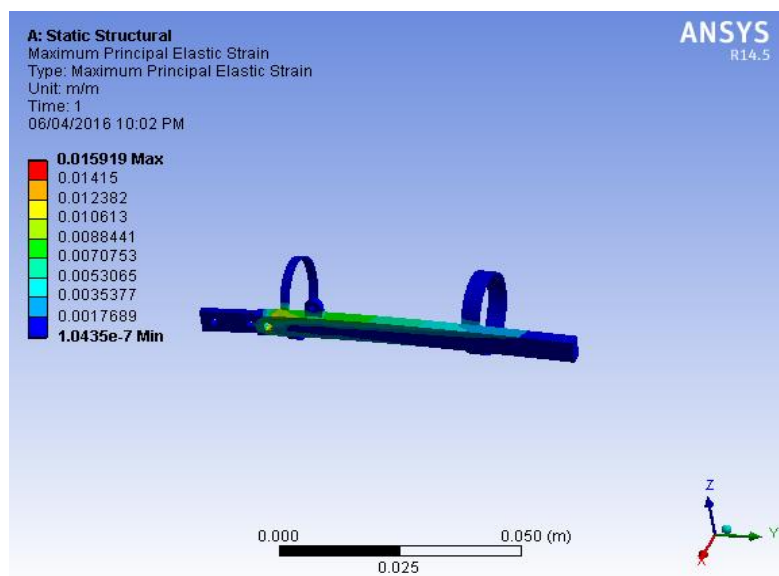 A: Static Structural
Maximum Principal Elastic Strain
Type: Maximum Principal Elastic Strain
Unit: m/m
Time: 1
06/04/2016 10:02 PM
ANSYS
R14.5
0.015919 Max
0.01415
0.012382
0.010613
0.0088441
0.0070753
0.0053065
0.0035377
0.0017689
1.0435e-7 Min
Z
Y
X
0.000
0.050 (m)
0.025